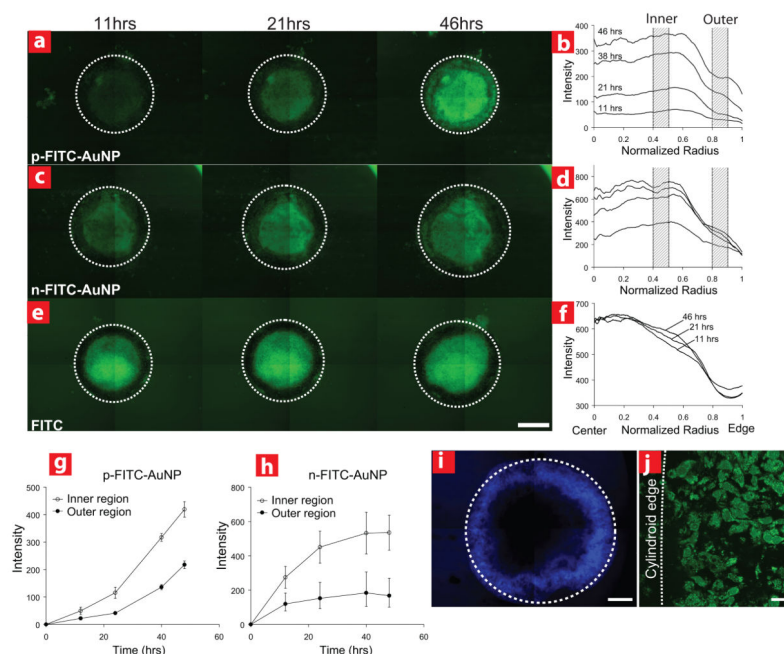 11hrs 21hrs 46hrs
a
p-FITC-AuNP
b
Inner Outer
Intensity
400
300
200
100
0
46 hrs
38 hrs
21 hrs
11 hrs
0 0.2 0.4 0.6 0.8 1
Normalized Radius
c
n-FITC-AuNP
d
Intensity
800
600
400
200
0
0 0.2 0.4 0.6 0.8 1
Normalized Radius
e
FITC
f
Intensity
700
600
500
400
300
46 hrs
21 hrs
11 hrs
0 0.2 0.4 0.6 0.8 1
Center Normalized Radius Edge
g
p-FITC-AuNP
Intensity
500
400
300
200
100
0
Inner region
Outer region
0 20 40 60
Time (hrs)
h
n-FITC-AuNP
Intensity
1000
800
600
400
200
0
Inner region
Outer region
0 20 40 60
Time (hrs)
i
j
Cylindroid edge